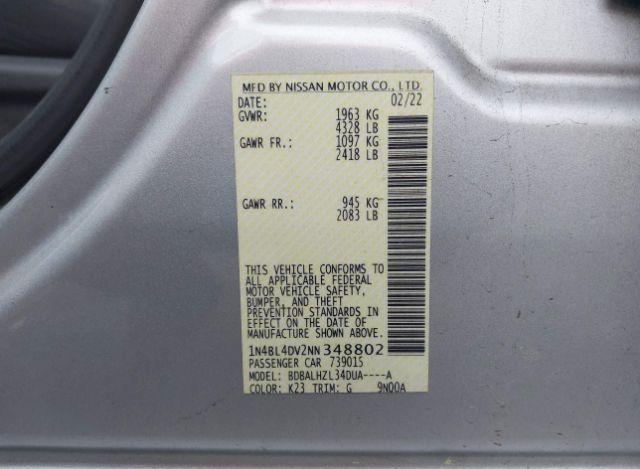 MFD BY NISSAN MOTOR CO., LTD.
DATE: 02/22
GVWR: 1963 KG
4328 LB
GAWR FR.: 1097 KG
2418 LB
GAWR RR.: 945 KG
2083 LB
THIS VEHICLE CONFORMS TO
ALL APPLICABLE FEDERAL
MOTOR VEHICLE SAFETY,
BUMPER, AND THEFT
PREVENTION STANDARDS IN
EFFECT ON THE DATE OF
MANUFACTURE SHOWN ABOVE.
1N4BL4DV2NN348802
PASSENGER CAR 739015
MODEL: BDBALHZL34DUA----A
COLOR: K23 TRIM: G 9N00A